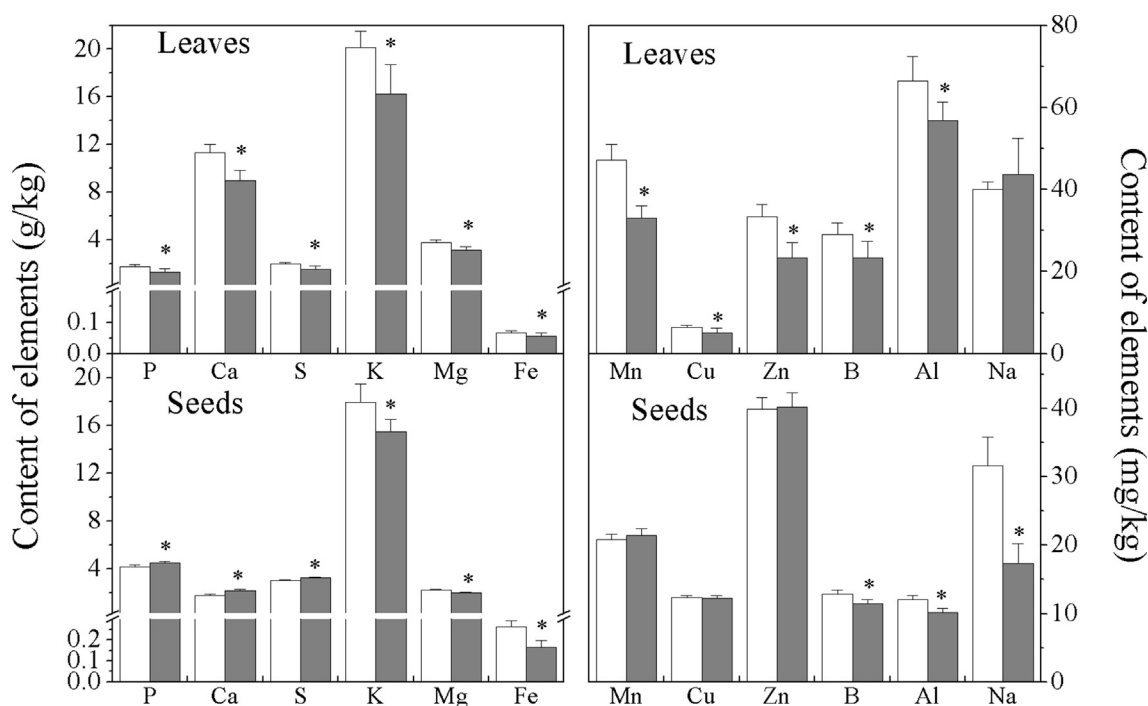 Content of elements (g/kg)
Leaves
20
16
12
8
4
0.1
0.0
* * * * * *
P Ca S K Mg Fe
Leaves
80
60
40
20
0
* * * * *
Mn Cu Zn B Al Na
Seeds
20
16
12
8
4
0.2
0.1
0.0
* * * * * *
P Ca S K Mg Fe
Seeds
40
30
20
10
0
* * *
Mn Cu Zn B Al Na
Content of elements (mg/kg)